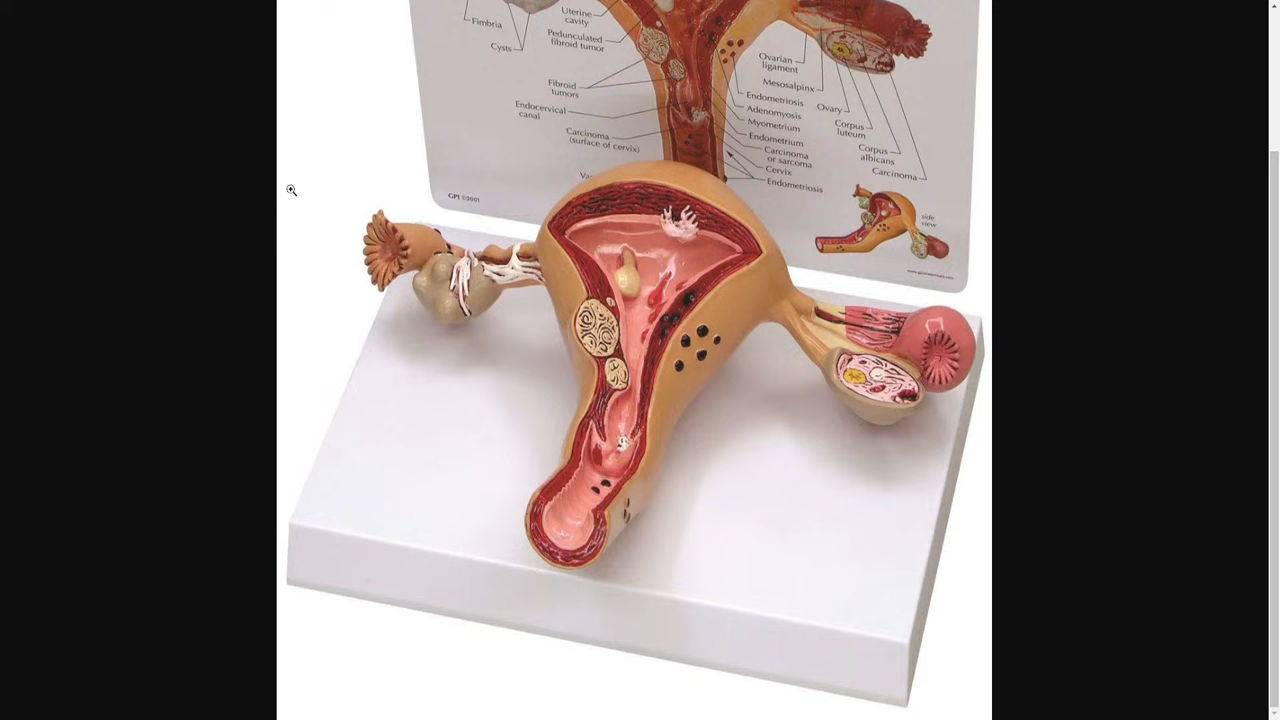 Fimbria
Cysts
Uterine
cavity
Pedunculated
fibroid tumor
Fibroid
tumors
Endocervical
canal
Carcinoma
(surface of cervix)
GPI ©2001
Ovarian
ligament
Mesosalpinx
Endometriosis
Adenomyosis
Myometrium
Endometrium
Carcinoma
or sarcoma
Cervix
Endometriosis
Ovary
Corpus
luteum
Corpus
albicans
Carcinoma
side
view